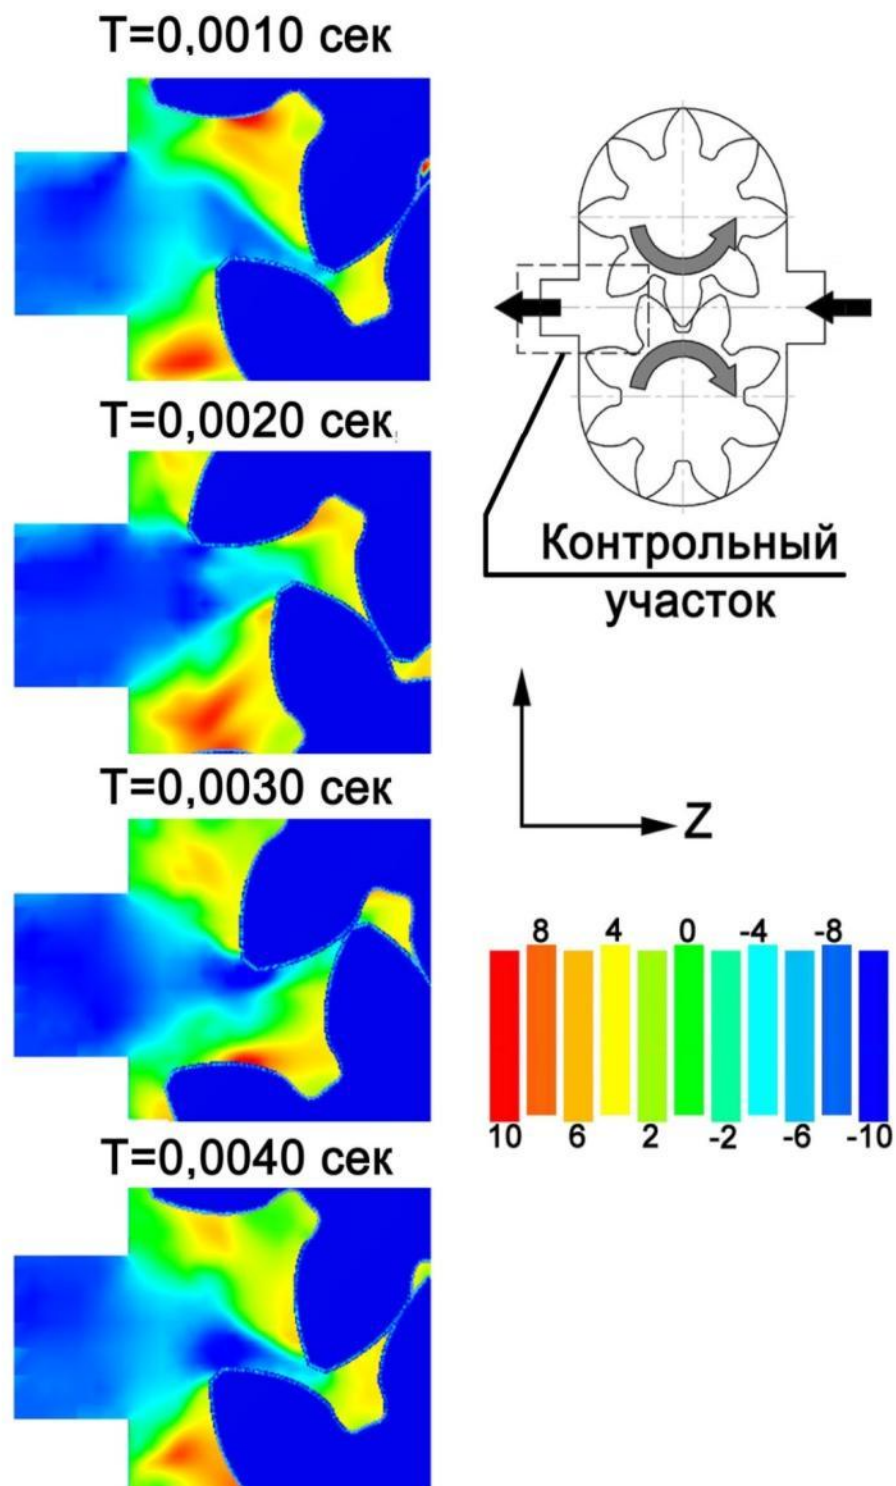 T=0,0010 сек
T=0,0020 сек
Контрольный
участок
T=0,0030 сек
Z
8 4 0 -4 -8
10 6 2 -2 -6 -10
T=0,0040 сек